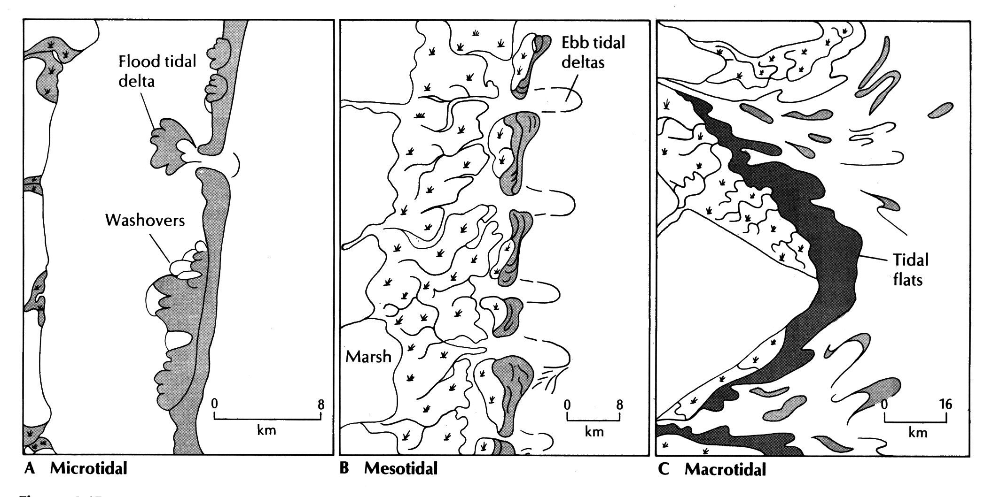 Flood tidal
delta
Washovers
0 8
km
A Microtidal
Ebb tidal
deltas
Marsh
0 8
km
B Mesotidal
Tidal
flats
0 16
km
C Macrotidal